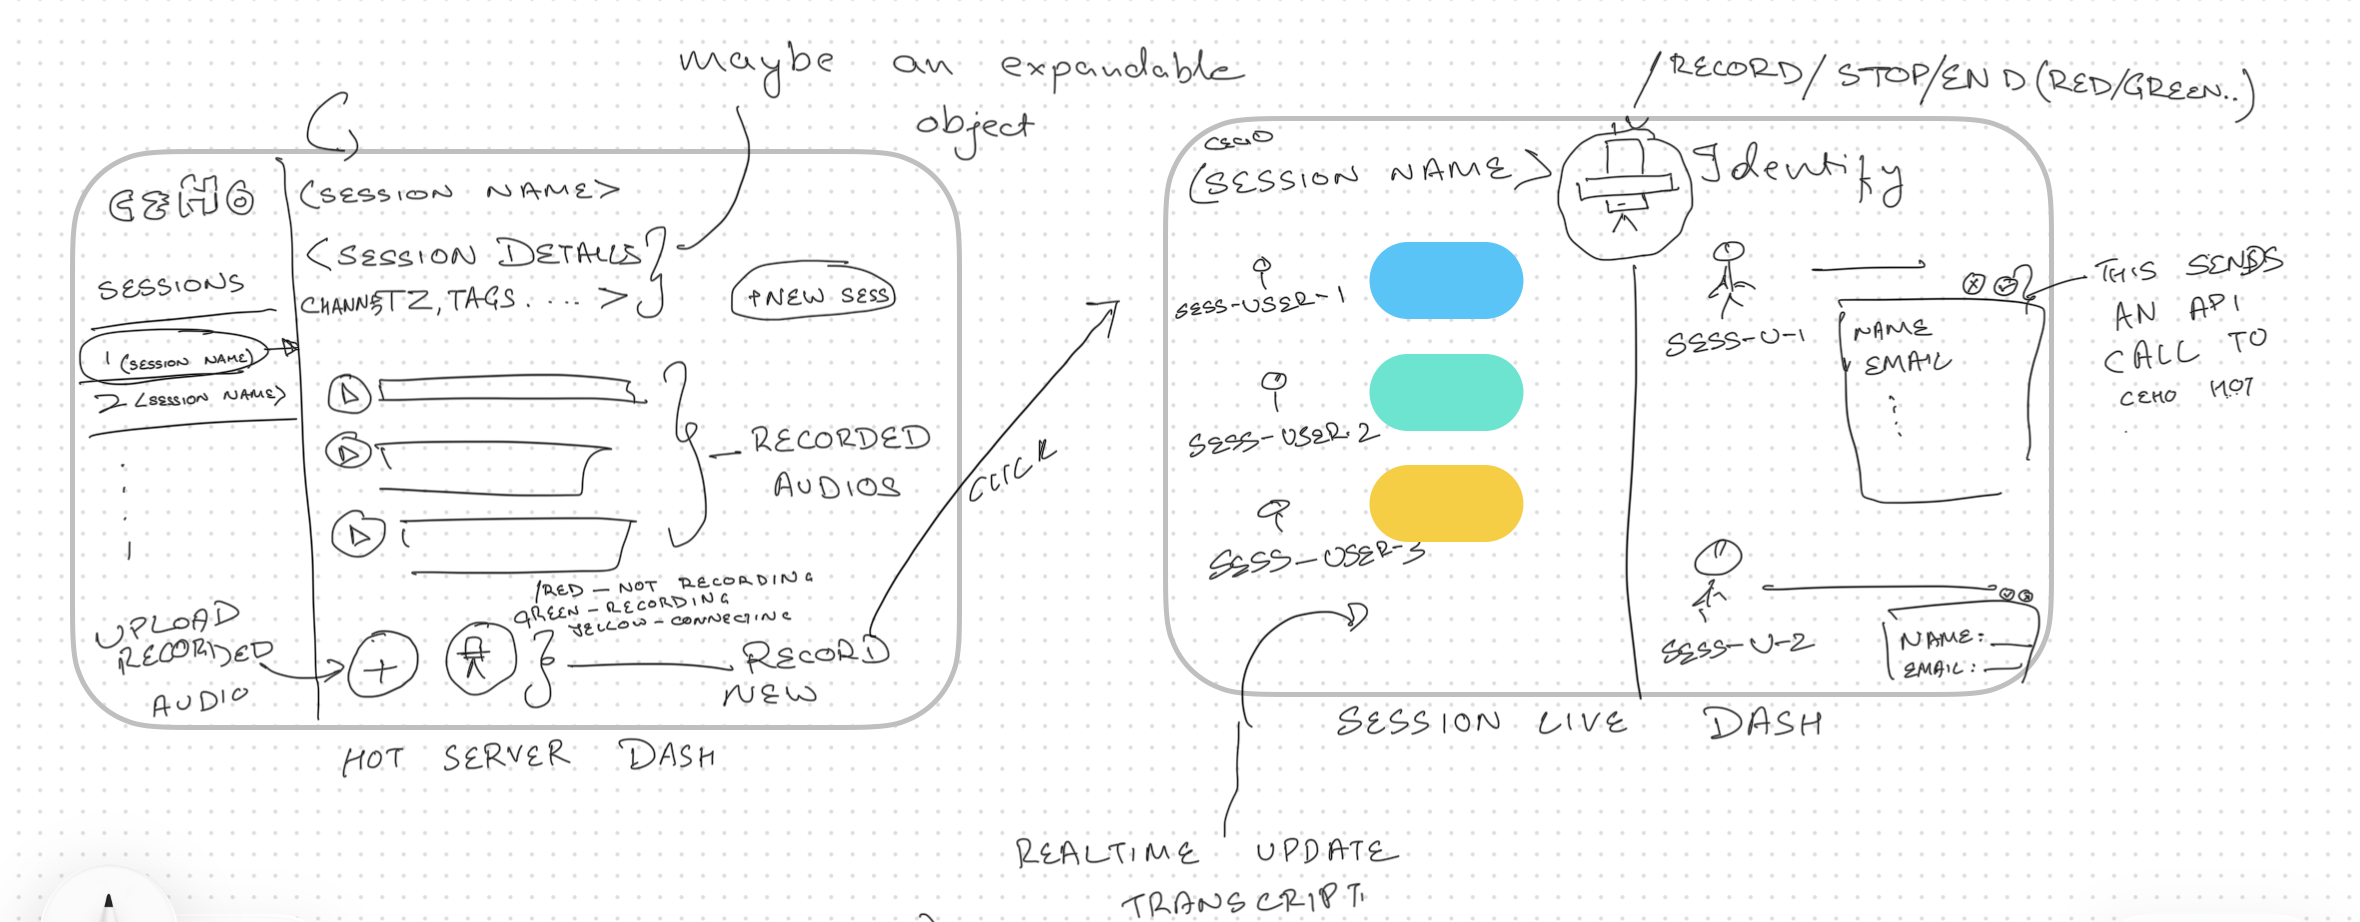 maybe an expandable
object
CEHO
SESSIONS
1 (SESSION NAME)
2 <SESSION NAME>
<SESSION NAME>
<SESSION DETAILS
TZ, TAGS . . . . >
+NEW SESS
RECORDED
AUDIOS
UPLOAD
RECORDED
AUDIO
+
RED - NOT RECORDING
GREEN - RECORDING
YELLOW - CONNECTING
RECORD
NEW
HOT SERVER DASH
CLICK
/RECORD/STOP/END (RED/GREEN..)
CEHO
<SESSION NAME>
Identify
SESS-USER-1
SESS-USER-2
SESS-USER-3
SESS-U-1
NAME
EMAIL
THIS SENDS
AN API
CALL TO
CEHO HOT
SESS-U-2
NAME:
EMAIL:
SESSION LIVE DASH
REALTIME UPDATE
TRANSCRIPT